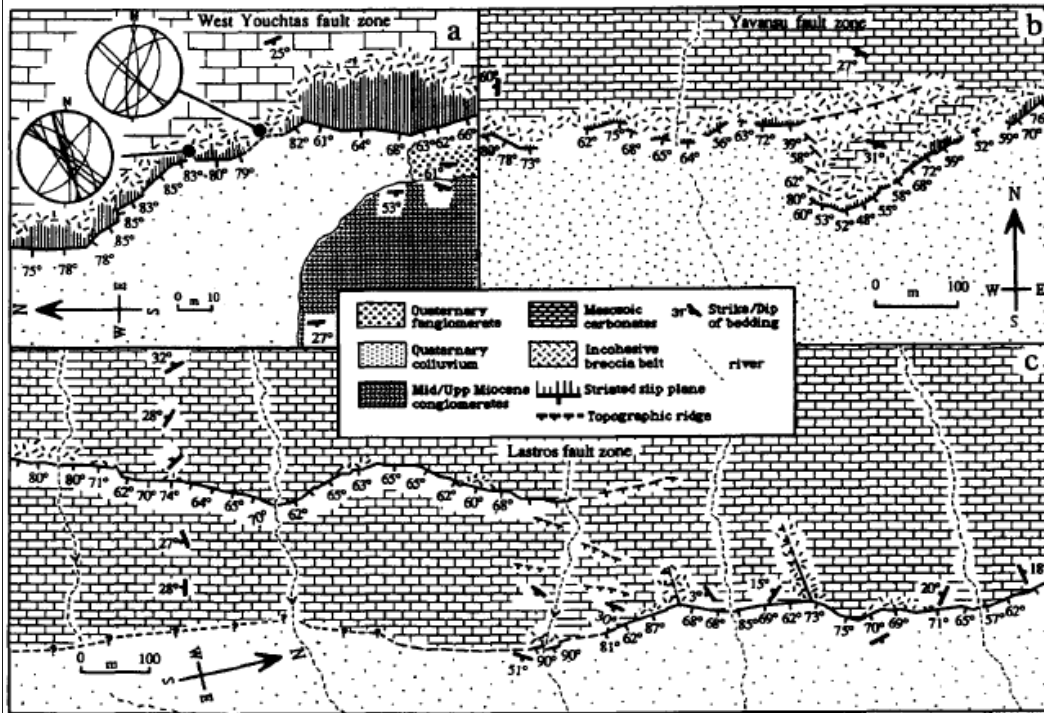 West Youchtas fault zone
a
N
N
25°
82° 61° 64° 68° 63° 62° 66°
61°
53°
27°
83° 80° 79°
85°
83°
85°
85°
78°
75° 78°
N S
W
0 m 10
Yavansu fault zone
b
27°
60°
80° 78° 73°
62° 75° 68° 65° 64° 56° 63° 72°
39°
58°
62°
80°
60° 53° 52° 48° 55° 58° 68° 72° 59° 52° 59° 70° 76°
31°
N
W E
S
0 m 100
Quaternary fanglomerate
Quaternary colluvium
Mid/Upp Miocene conglomerates
Mesozoic carbonates
Incohesive breccia belt
Striated slip plane
Topographic ridge
Strike/Dip of bedding
river
c
Lastros fault zone
32°
28°
80° 80° 71° 62° 70° 74° 64° 65° 70° 62° 65° 63° 65° 65° 62° 60° 68°
27°
28°
30°
51° 90° 90° 81° 62° 87° 68° 68° 85° 69° 62° 73° 75° 70° 69° 71° 65° 57° 62°
15°
20°
18°
0 m 100
S N
W
E